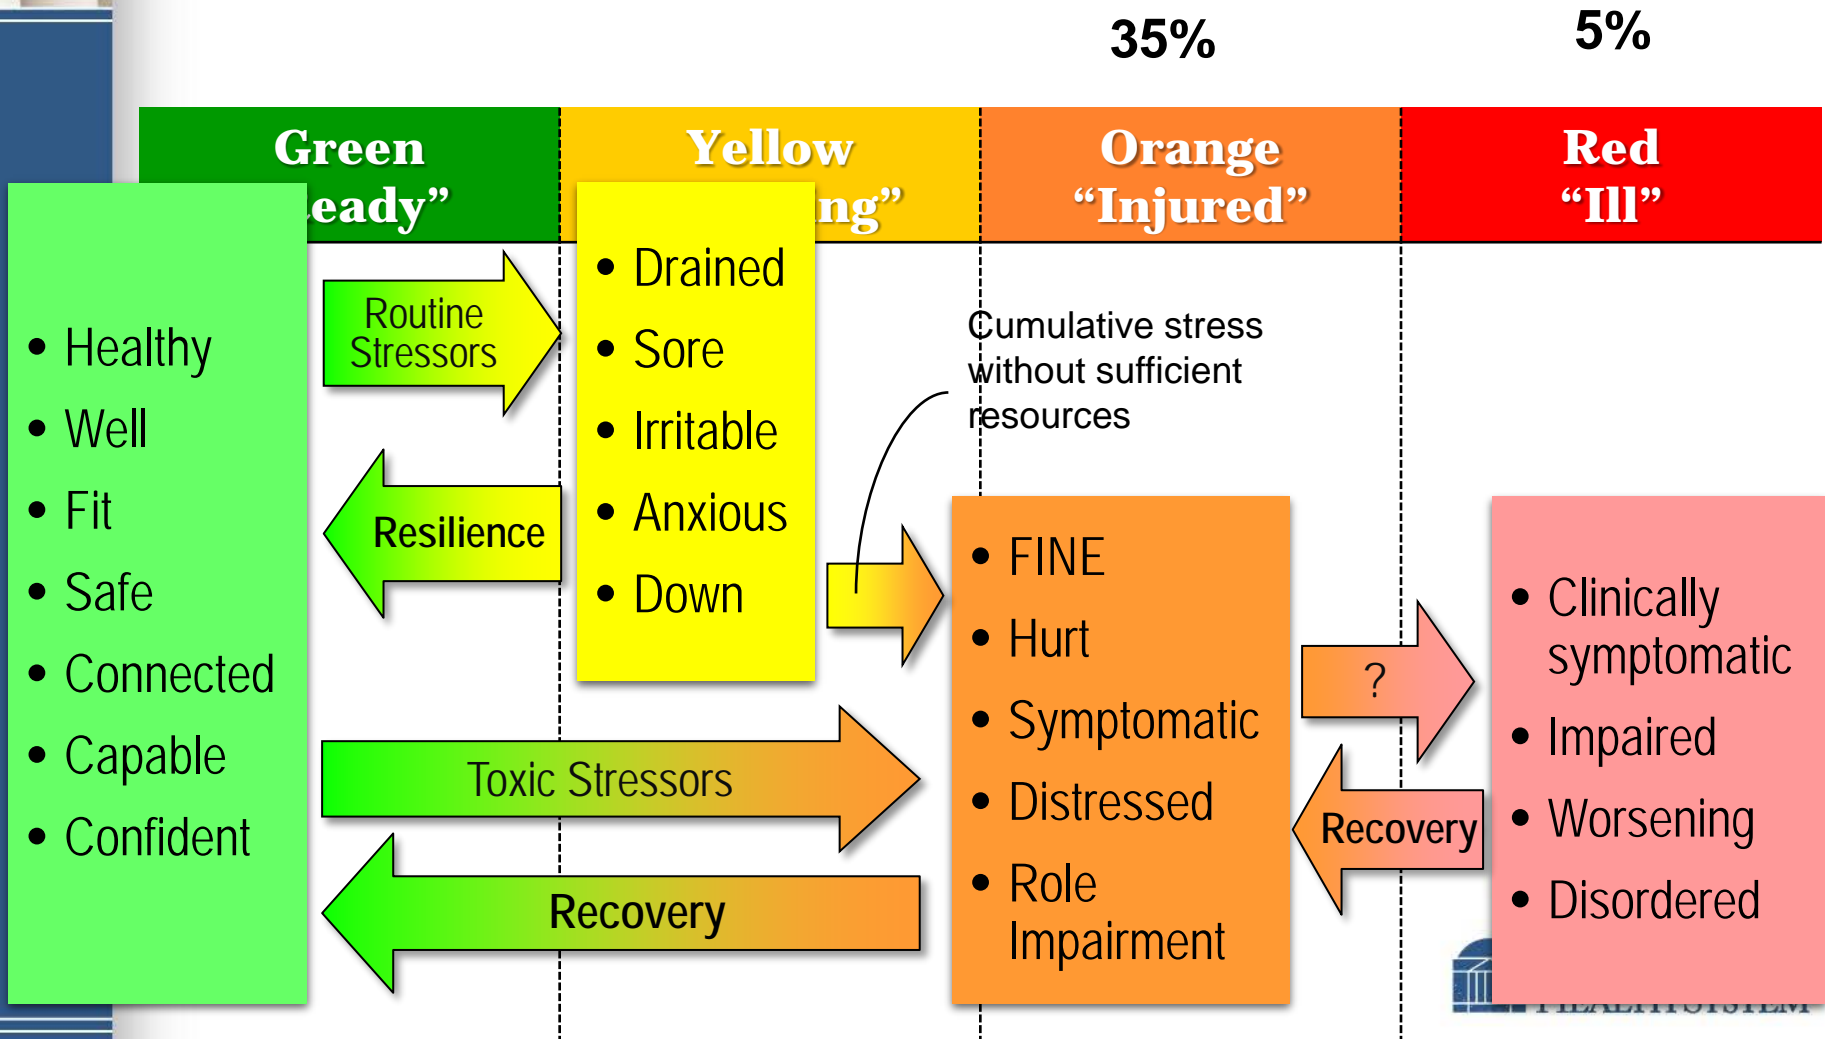 35%
5%
Green
eady”
Yellow
ng”
Orange
“Injured”
Red
“Ill”
• Healthy
• Well
• Fit
• Safe
• Connected
• Capable
• Confident
Routine
Stressors
Resilience
• Drained
• Sore
• Irritable
• Anxious
• Down
Cumulative stress
without sufficient
resources
Toxic Stressors
Recovery
• FINE
• Hurt
• Symptomatic
• Distressed
• Role
Impairment
?
Recovery
• Clinically
symptomatic
• Impaired
• Worsening
• Disordered